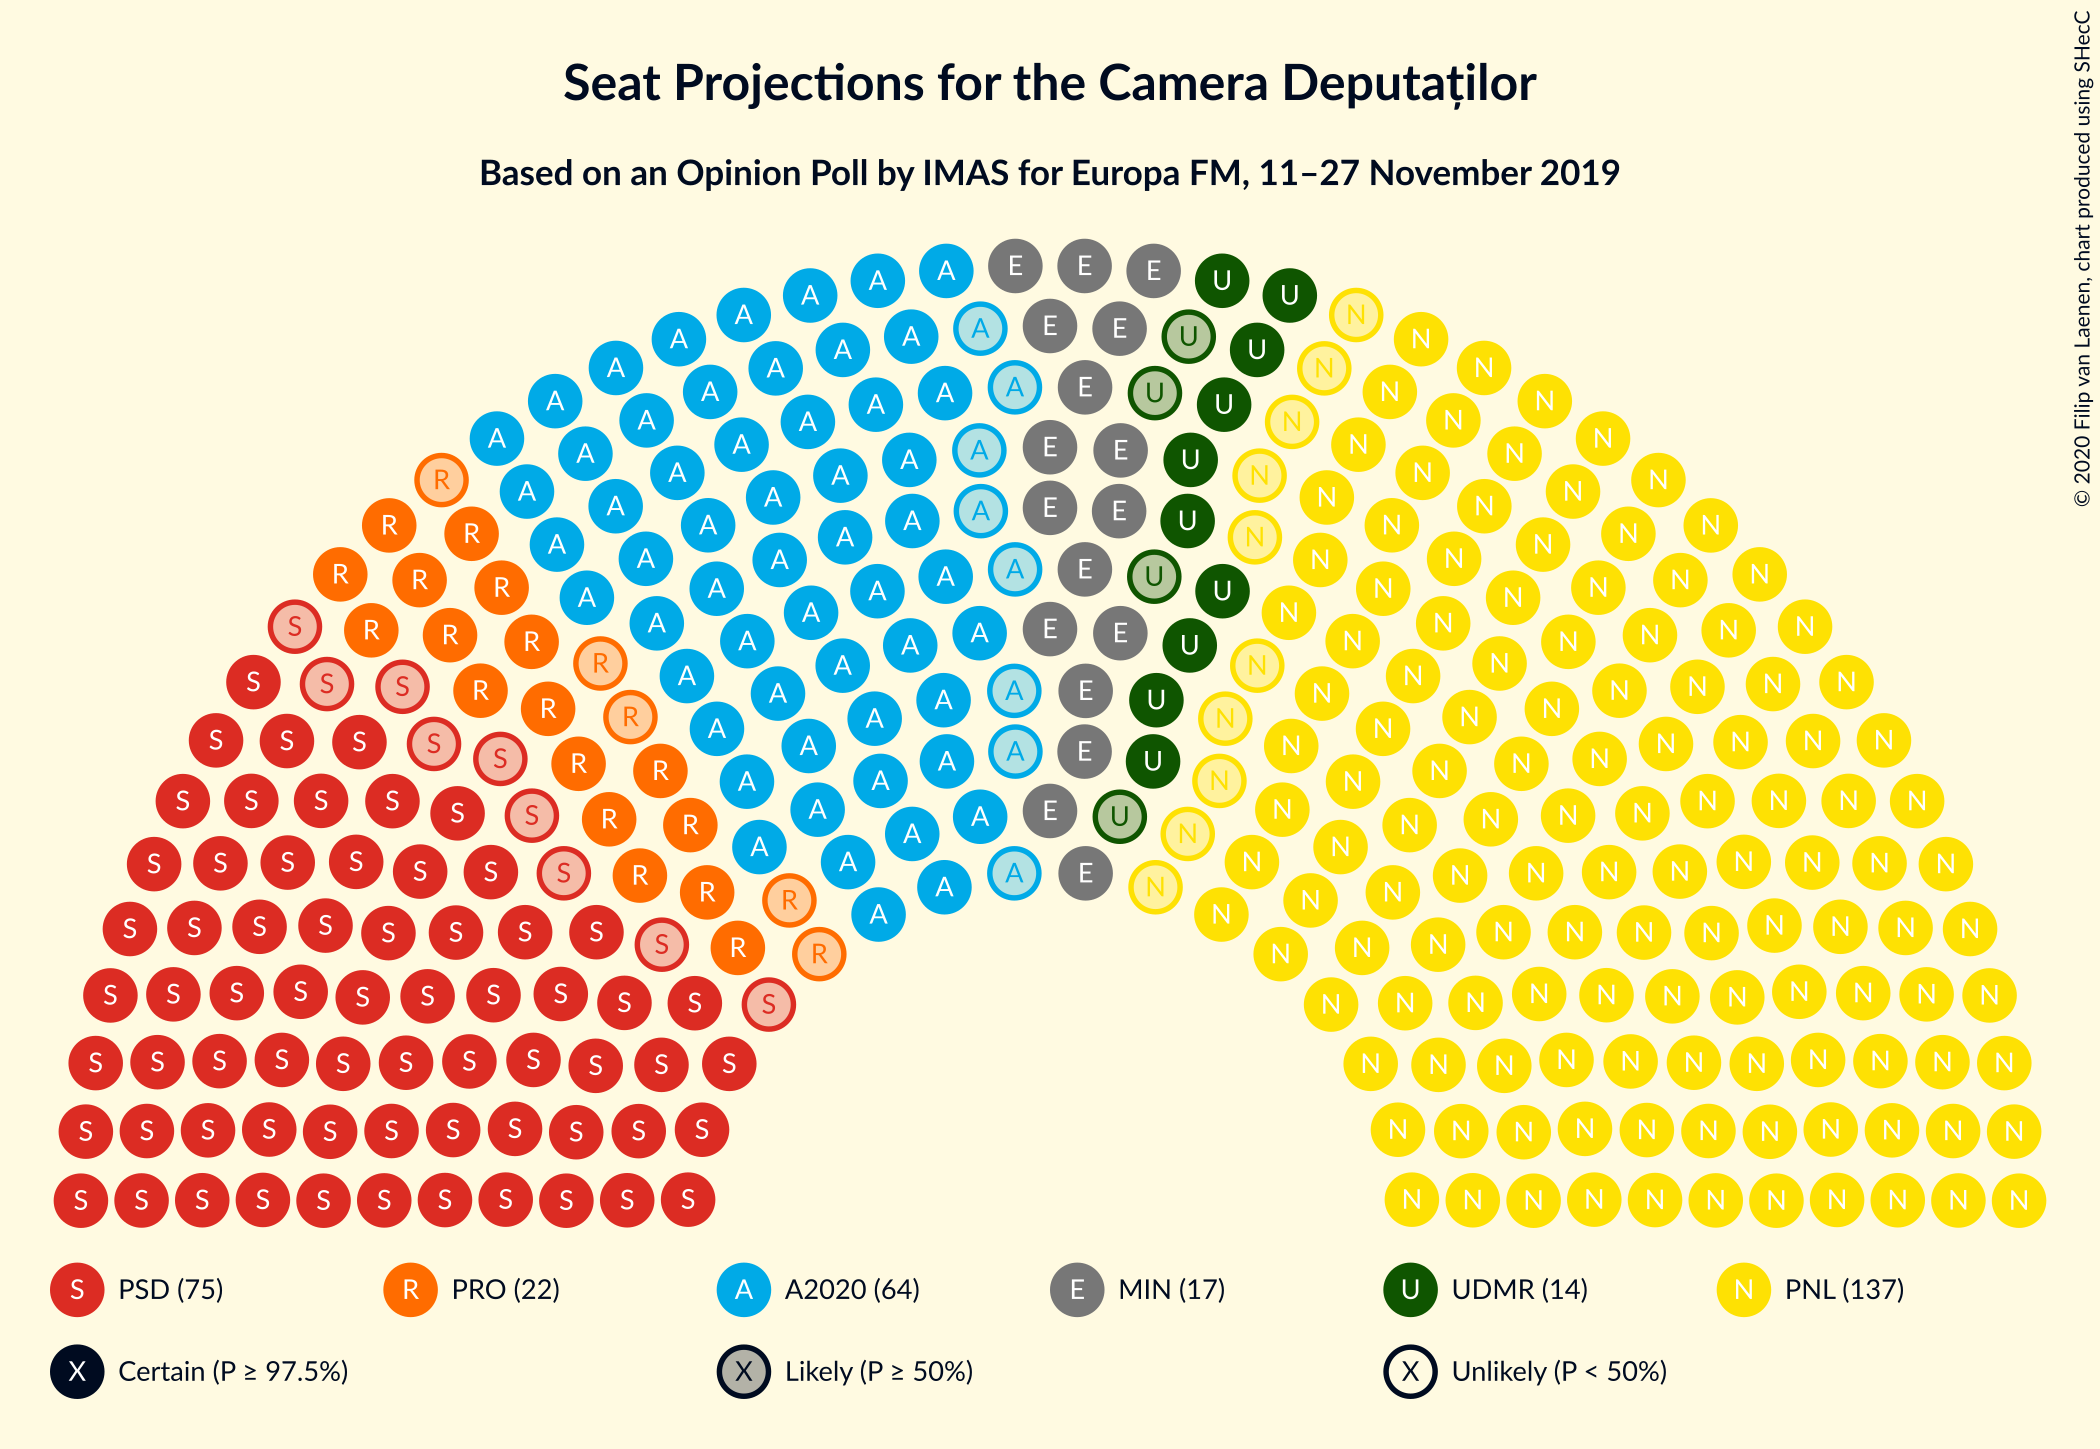 Seat Projections for the Camera Deputaților
Based on an Opinion Poll by IMAS for Europa FM, 11–27 November 2019
© 2020 Filip van Laenen, chart produced using SHecC
S PSD (75)
R PRO (22)
A A2020 (64)
E MIN (17)
U UDMR (14)
N PNL (137)
X Certain (P ≥ 97.5%)
X Likely (P ≥ 50%)
X Unlikely (P < 50%)